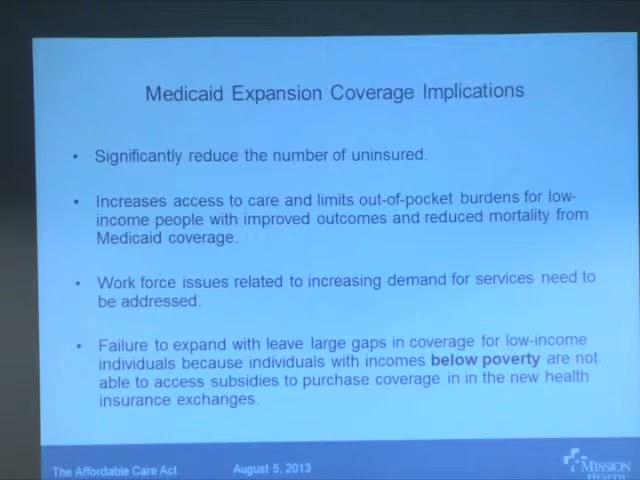 Medicaid Expansion Coverage Implications
• Significantly reduce the number of uninsured.
• Increases access to care and limits out-of-pocket burdens for low-
income people with improved outcomes and reduced mortality from
Medicaid coverage.
• Work force issues related to increasing demand for services need to
be addressed.
• Failure to expand with leave large gaps in coverage for low-income
individuals because individuals with incomes below poverty are not
able to access subsidies to purchase coverage in in the new health
insurance exchanges.
The Affordable Care Act August 5, 2013
MISSION
HEALTH